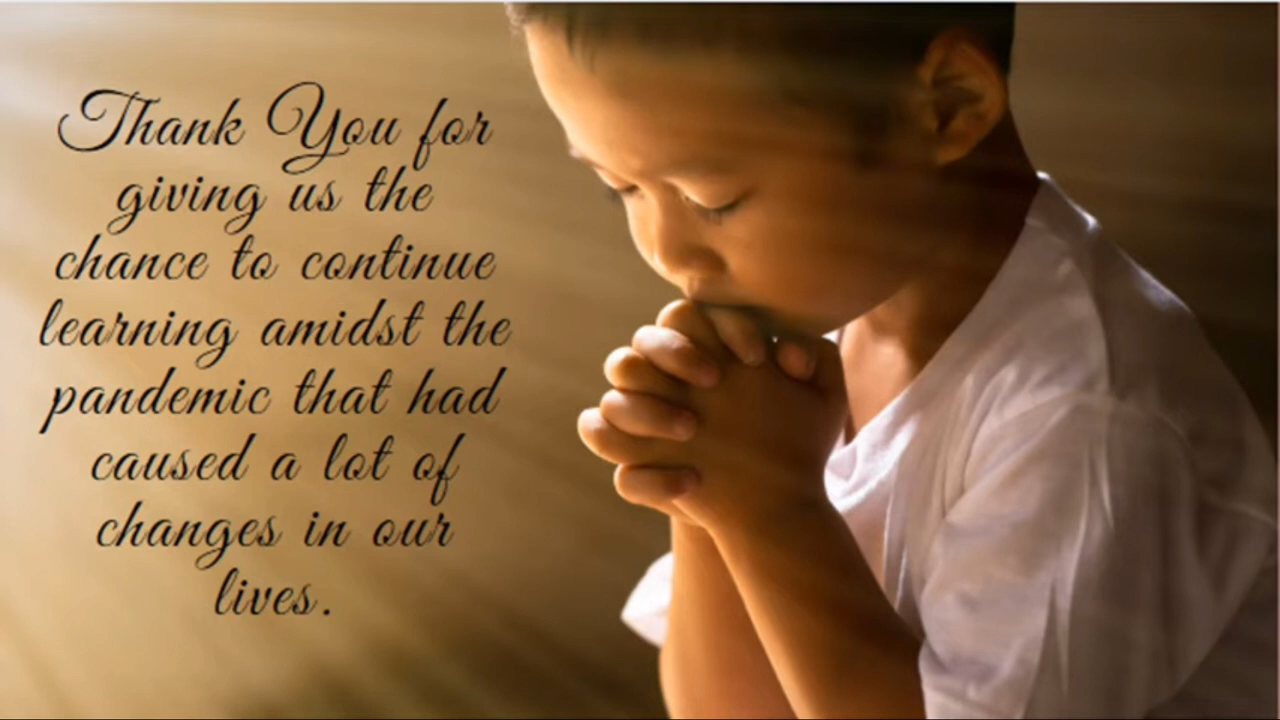 Thank You for
giving us the
chance to continue
learning amidst the
pandemic that had
caused a lot of
changes in our
lives.